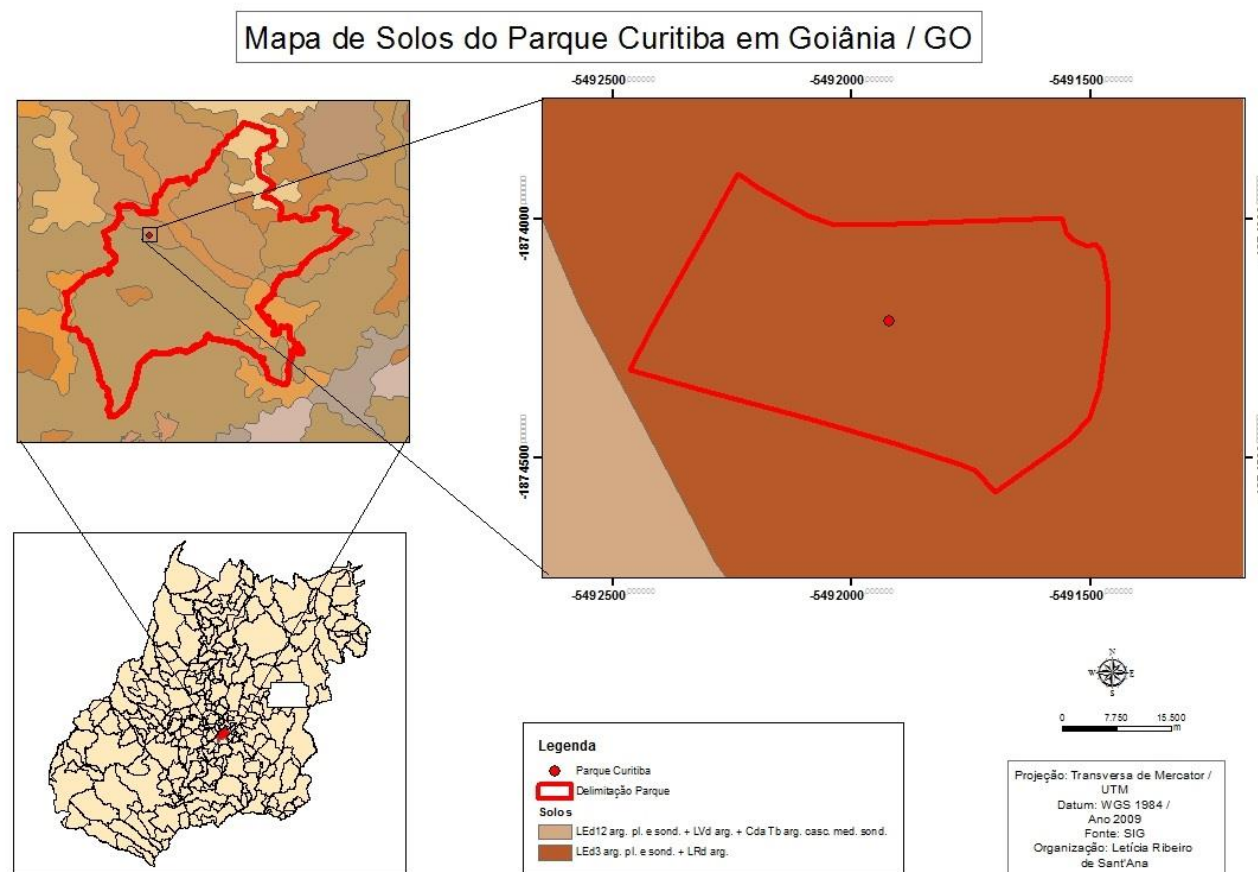 Mapa de Solos do Parque Curitiba em Goiânia / GO
-5492500
-5492000
-5491500
-1874000
-1874500
-5492500
-5492000
-5491500
N
W
E
S
0
7.750
15.500
m
Legenda
Parque Curitiba
Delimitação Parque
Solos
LEd12 arg. pl. e sond. + LVd arg. + Cda Tb arg. casc. med. sond.
LEd3 arg. pl. e sond. + LRd arg.
Projeção: Transversa de Mercator /
UTM
Datum: WGS 1984 /
Ano 2009
Fonte: SIG
Organização: Letícia Ribeiro
de Sant'Ana